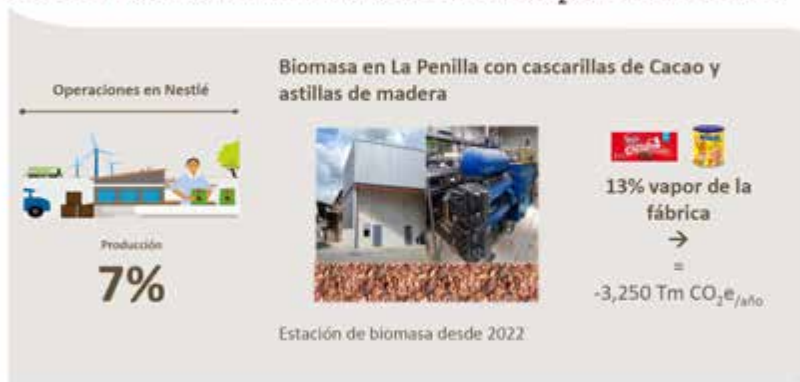 Operaciones en Nestlé
Producción
7%
Biomasa en La Penilla con cascarillas de Cacao y
astillas de madera
Estación de biomasa desde 2022
13% vapor de la
fábrica
→
=
-3,250 Tm CO₂e/año